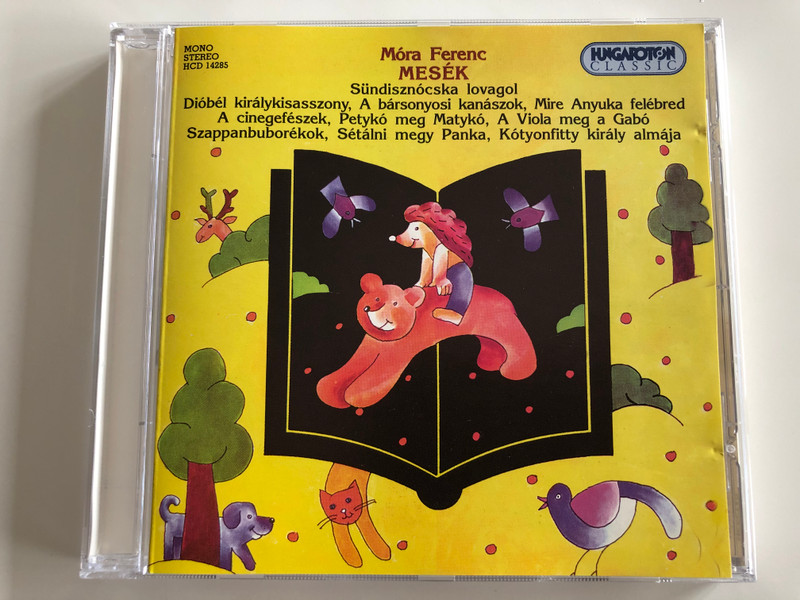 MONO
STEREO
HCD 14285
Móra Ferenc
MESÉK
HUNGAROTON
CLASSIC
Sündisznócska lovagol
Dióbél királykisasszony, A bársonyosi kanászok, Mire Anyuka felébred
A cinegefészek, Petykó meg Matykó, A Viola meg a Gabó
Szappanbuborékok, Sétálni megy Panka, Kótyonfitty király almája